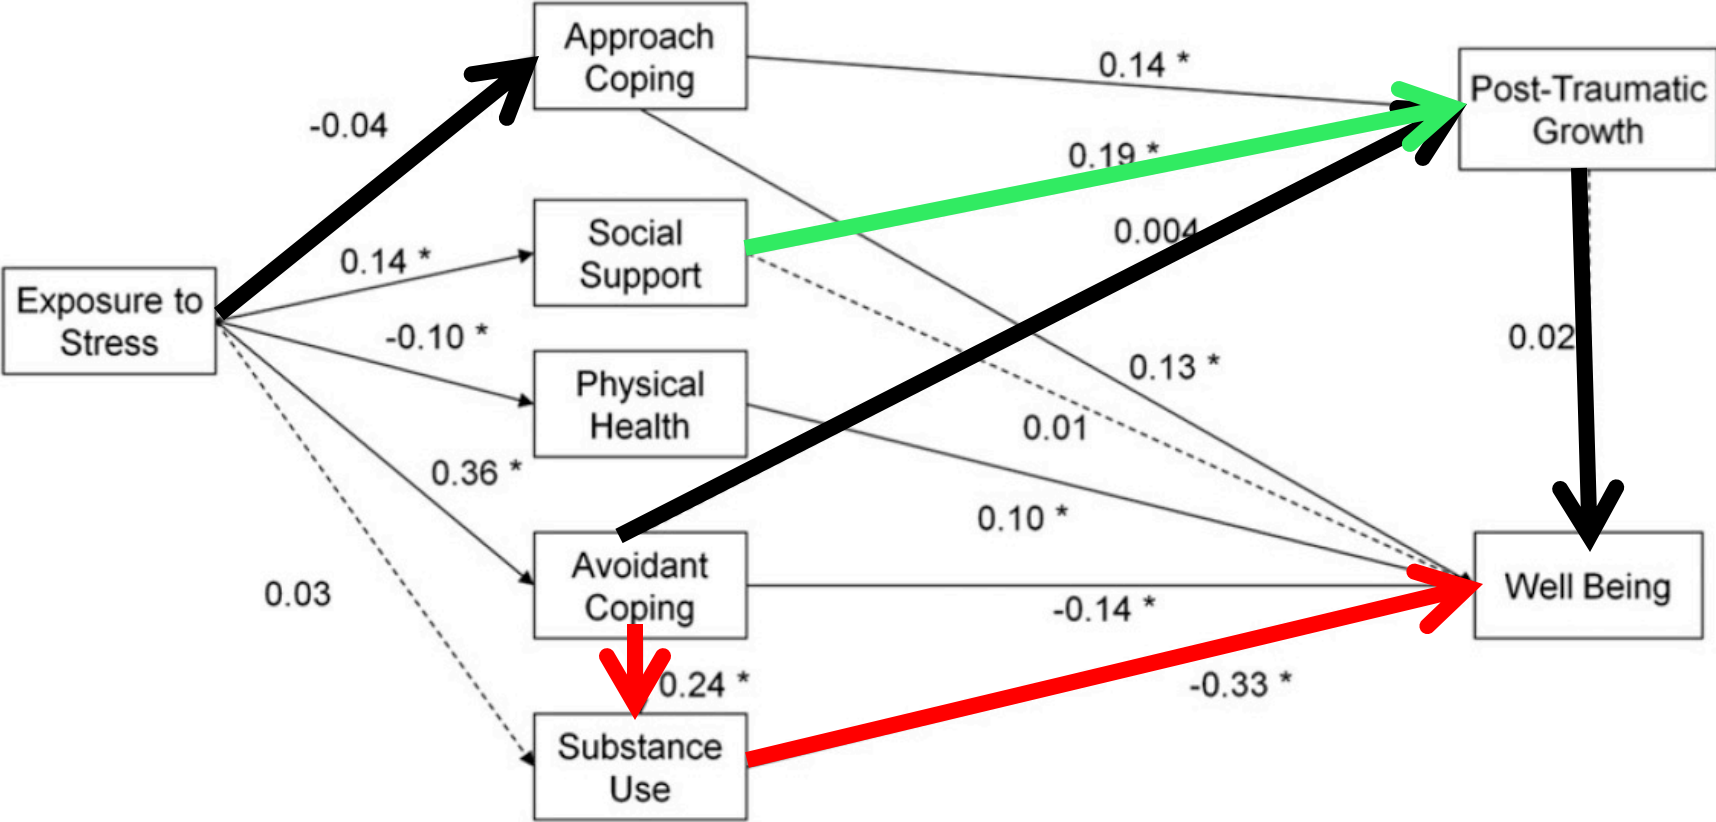 Approach
Coping
0.14 *
Post-Traumatic
Growth
-0.04
0.19 *
Social
Support
0.004
0.14 *
Exposure to
Stress
-0.10 *
0.02
Physical
Health
0.13 *
0.01
0.36 *
0.10 *
Avoidant
Coping
Well Being
0.03
-0.14 *
0.24 *
-0.33 *
Substance
Use